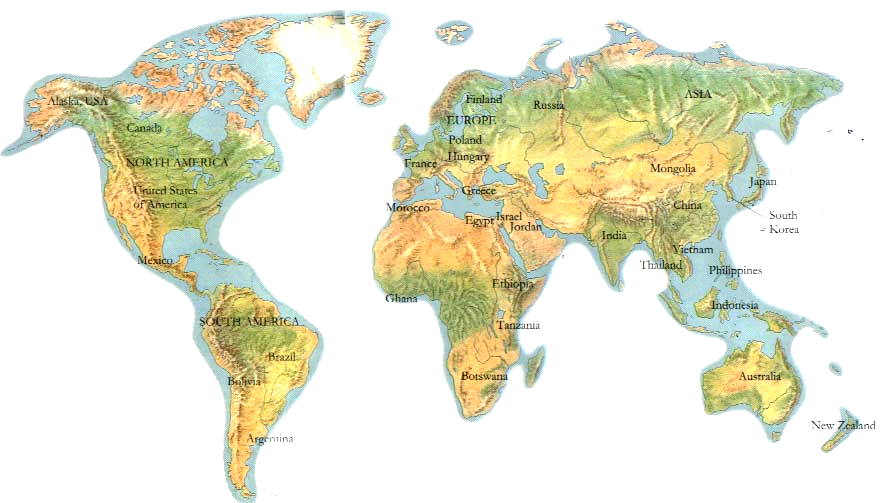 Alaska, USA
Canada
NORTH AMERICA
United States
of America
Mexico
SOUTH AMERICA
Brazil
Bolivia
Argentina
Finland
EUROPE
Poland
Hungary
France
Greece
Russia
ASIA
Mongolia
Japan
China
South
Korea
Morocco
Egypt
Israel
Jordan
India
Vietnam
Thailand
Philippines
Ghana
Ethiopia
Tanzania
Indonesia
Botswana
Australia
New Zealand